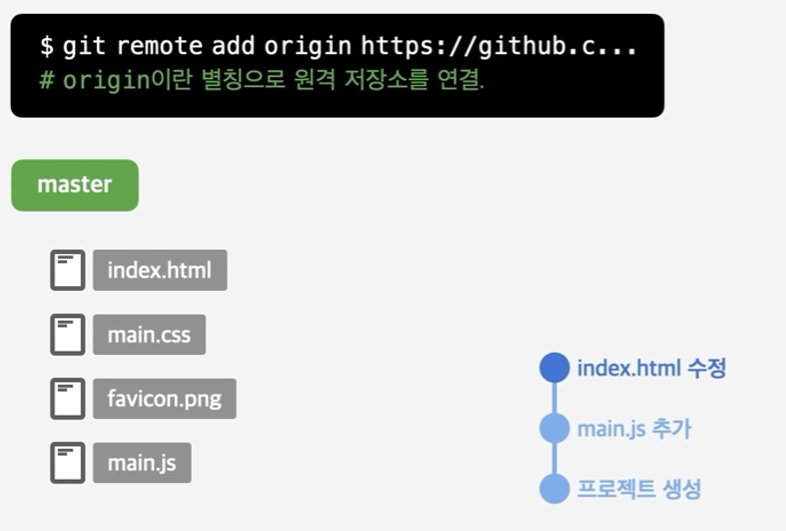 $ git remote add origin https://github.c...
# origin이란 별칭으로 원격 저장소를 연결.
master
index.html
main.css
favicon.png
main.js
index.html 수정
main.js 추가
프로젝트 생성